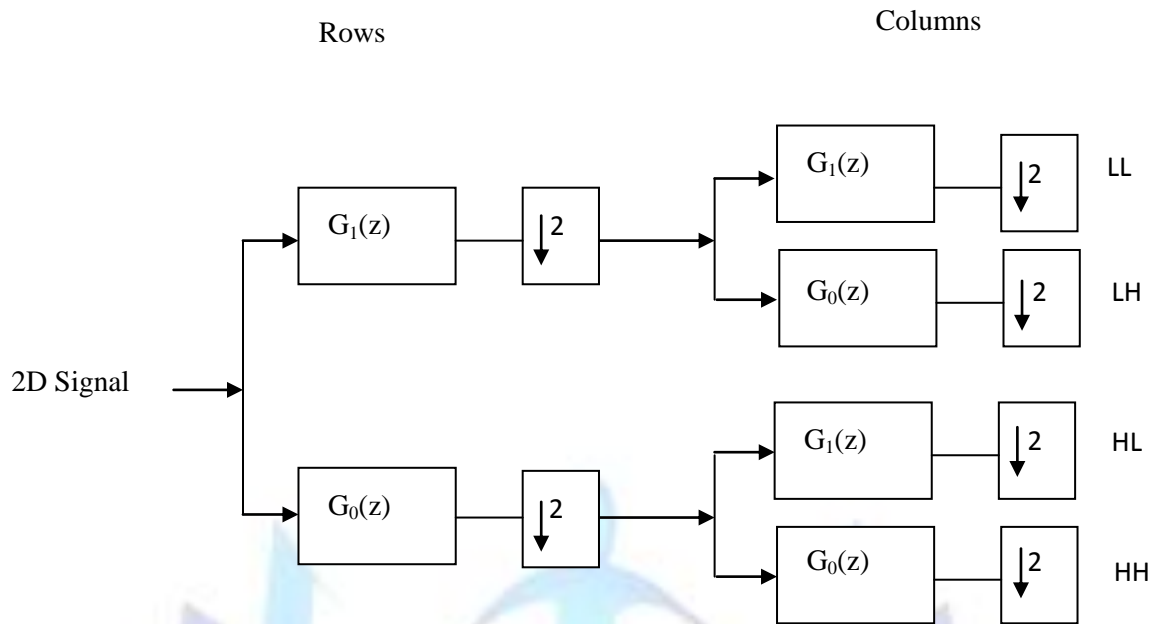 Rows
Columns
G₁(z)
↓2
LL
G₁(z)
↓2
G₀(z)
↓2
LH
2D Signal
G₁(z)
↓2
HL
G₀(z)
↓2
G₀(z)
↓2
HH